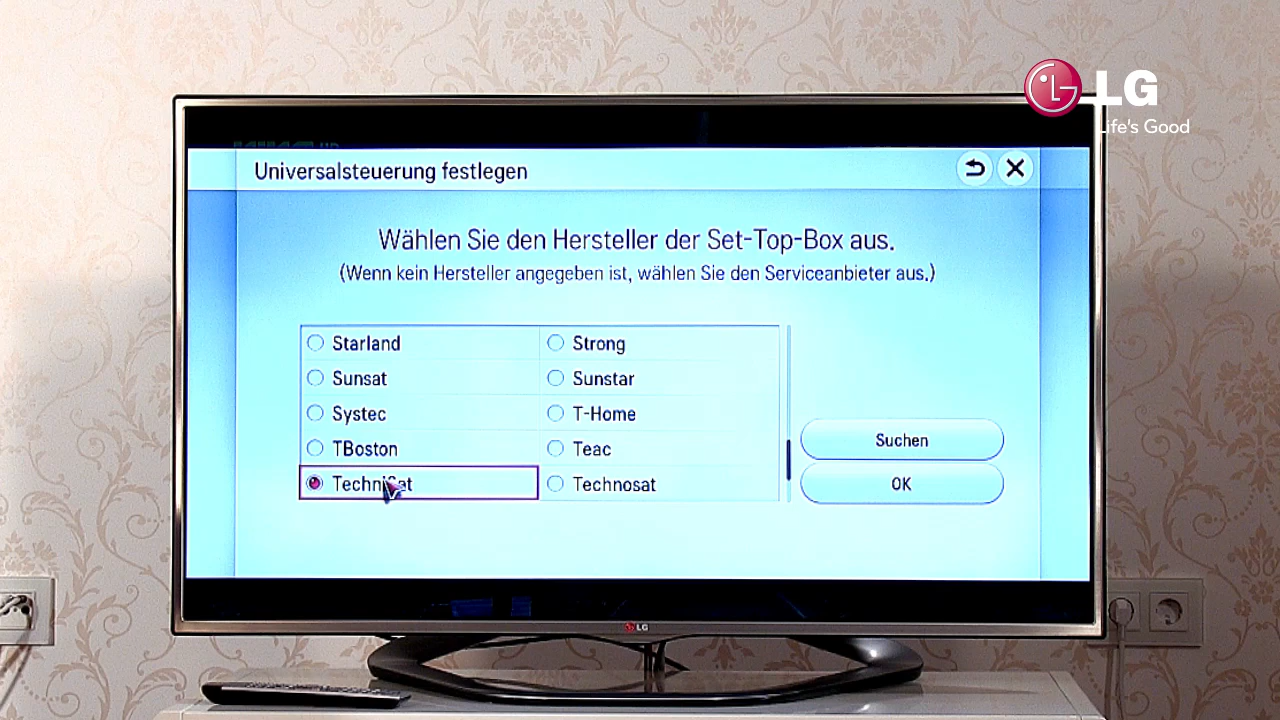 LG
Life's Good
Universalsteuerung festlegen
Wählen Sie den Hersteller der Set-Top-Box aus.
(Wenn kein Hersteller angegeben ist, wählen Sie den Serviceanbieter aus.)
Starland
Strong
Sunsat
Sunstar
Systec
T-Home
TBoston
Teac
TechniSat
Technosat
Suchen
OK
LG